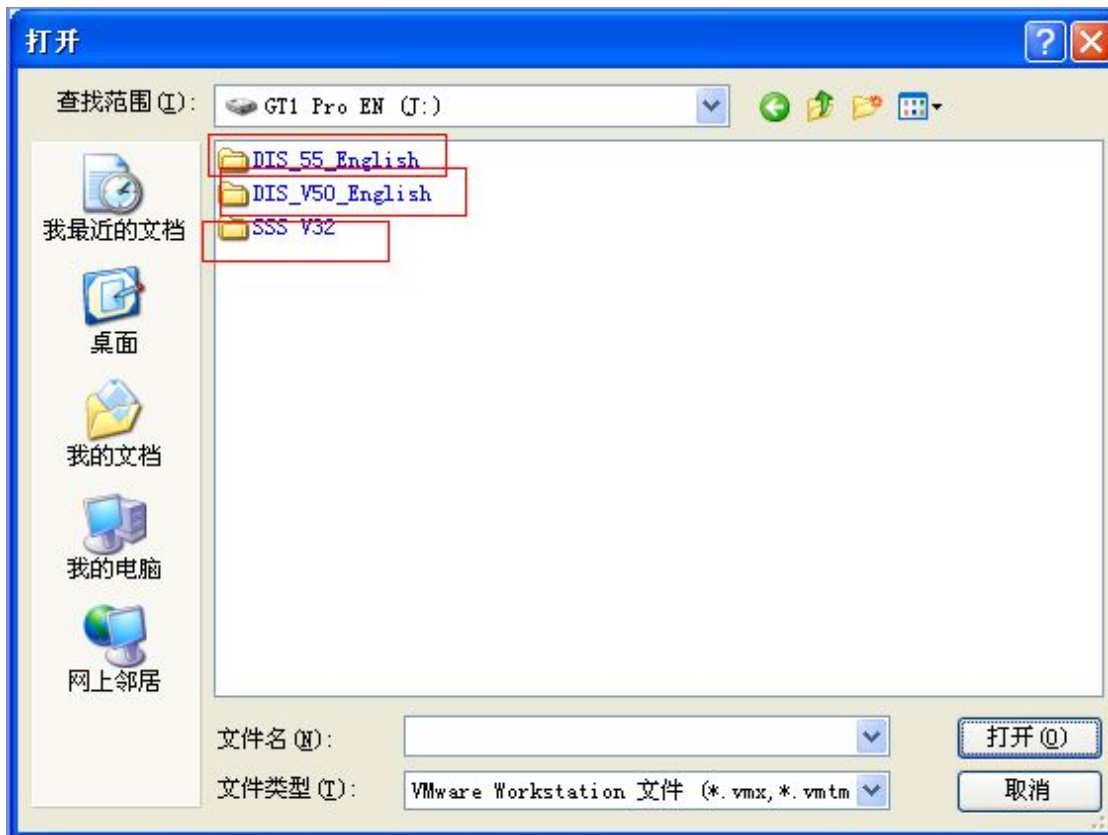 打开
查找范围(I):
GT1 Pro EN (J:)
DIS_55_English
DIS_V50_English
SSS V32
我最近的文档
桌面
我的文档
我的电脑
网上邻居
文件名(N):
打开(O)
文件类型(T):
VMware Workstation 文件 (*.vmx,*.vmtm
取消